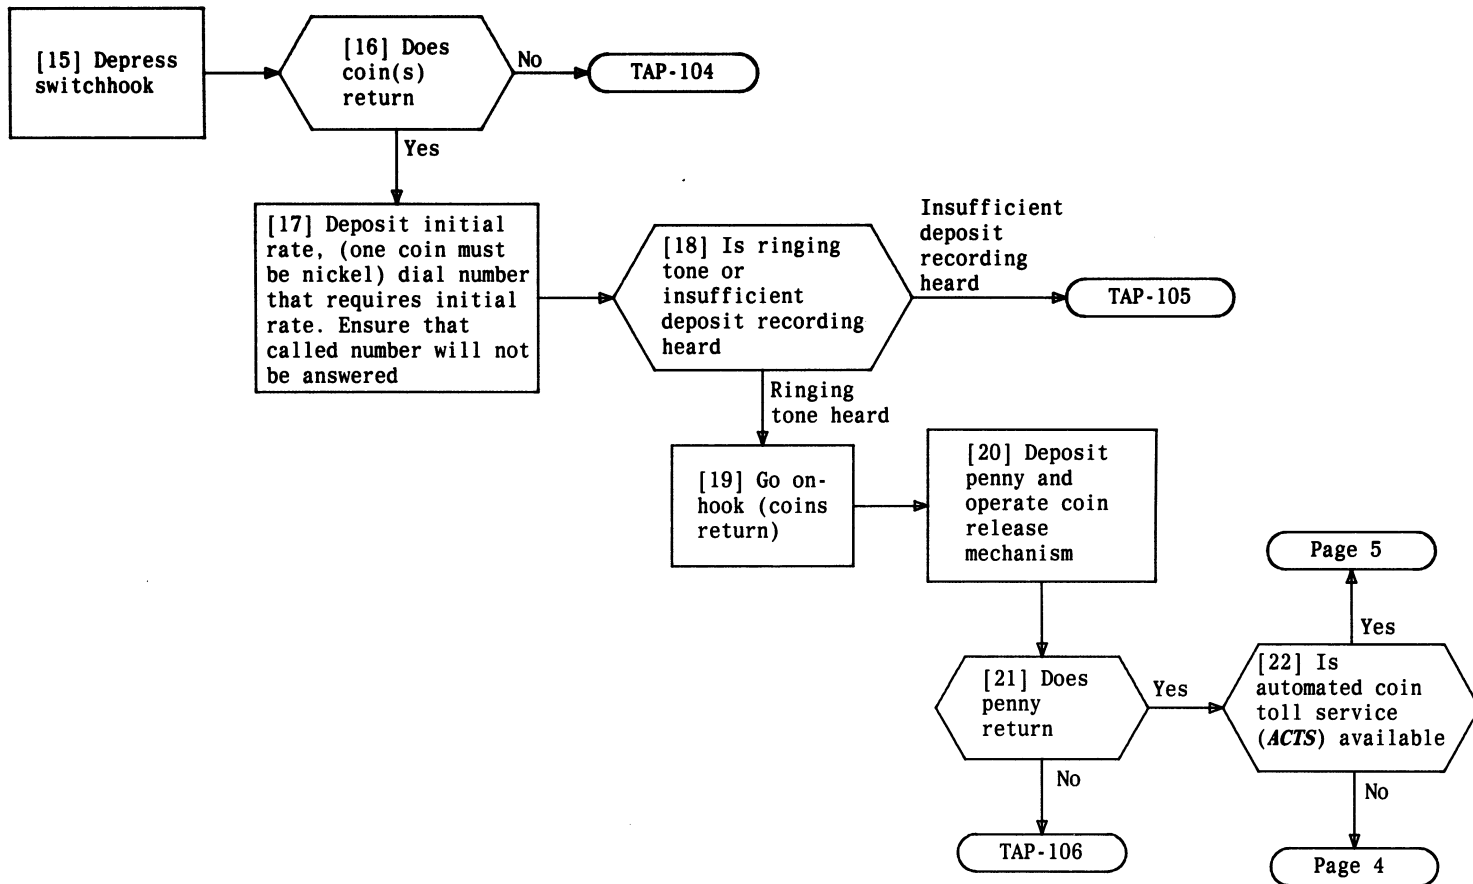 [15] Depress
switchhook
[16] Does
coin(s)
return
No
TAP-104
Yes
[17] Deposit initial
rate, (one coin must
be nickel) dial number
that requires initial
rate. Ensure that
called number will not
be answered
[18] Is ringing
tone or
insufficient
deposit recording
heard
Insufficient
deposit
recording
heard
TAP-105
Ringing
tone heard
[19] Go on-
hook (coins
return)
[20] Deposit
penny and
operate coin
release
mechanism
[21] Does
penny
return
Yes
No
TAP-106
[22] Is
automated coin
toll service
(ACTS) available
Yes
Page 5
No
Page 4